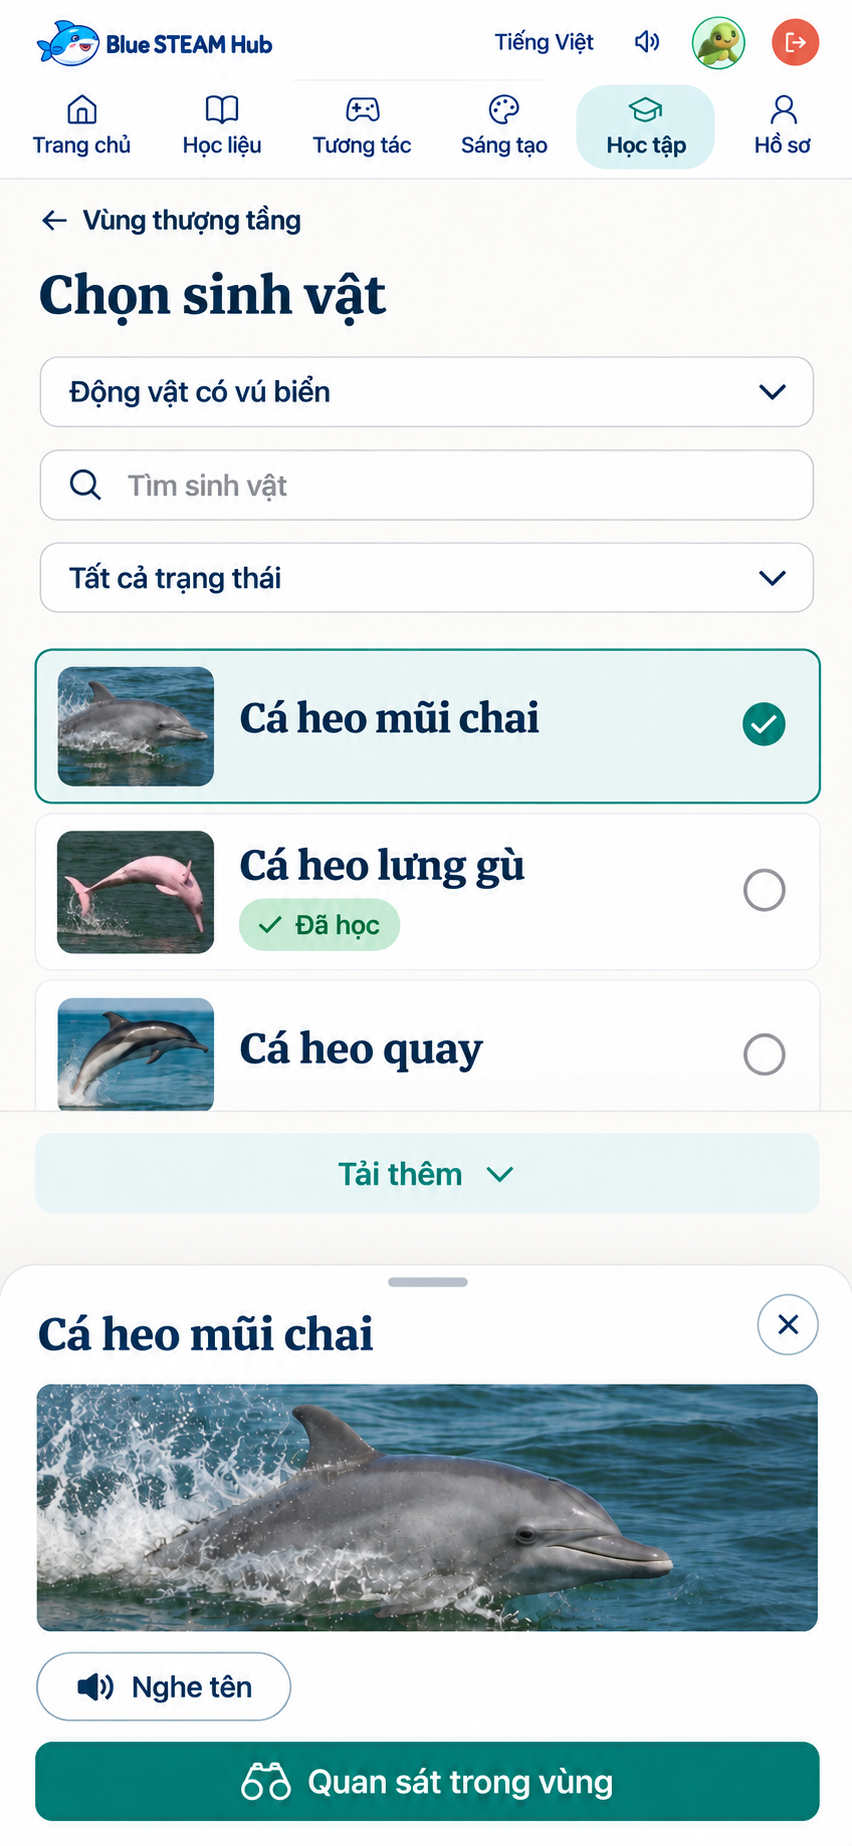 Blue STEAM Hub
Tiếng Việt
Trang chủ
Học liệu
Tương tác
Sáng tạo
Học tập
Hồ sơ
Vùng thượng tầng
Chọn sinh vật
Động vật có vú biển
Tìm sinh vật
Tất cả trạng thái
Cá heo mũi chai
Cá heo lưng gù
Đã học
Cá heo quay
Tải thêm
Cá heo mũi chai
Nghe tên
Quan sát trong vùng